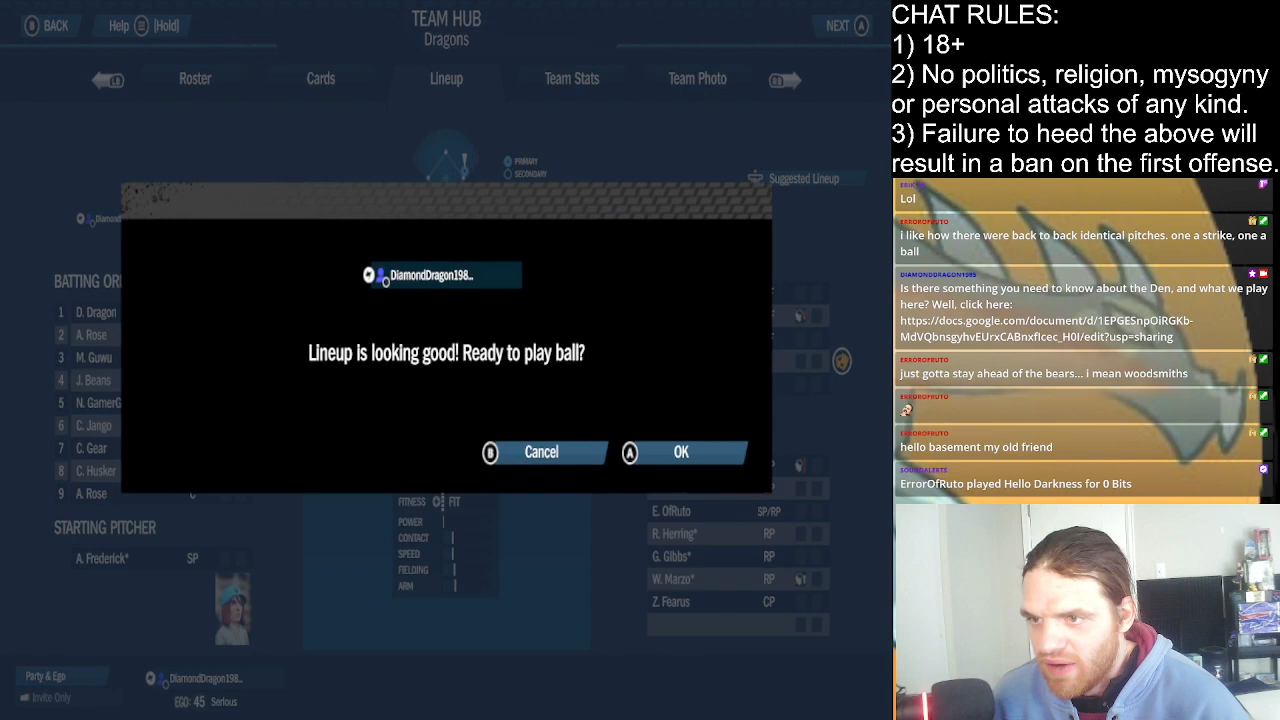 BACK
Help [Hold]
TEAM HUB
Dragons
NEXT
Roster
Cards
Lineup
Team Stats
Team Photo
PRIMARY
SECONDARY
Suggested Lineup
DiamondDragon198...
Lineup is looking good! Ready to play ball?
B Cancel
A OK
1 D. Dragon
2 A. Rose
3 M. Guwu
4 J. Beans
5 N. GamerG
6 C. Jango
7 C. Gear
8 C. Husker
9 A. Rose C
STARTING PITCHER
A. Frederick* SP
FITNESS FIT
POWER
CONTACT
SPEED
FIELDING
ARM
E. OfRuto SP/RP
R. Herring* RP
G. Gibbs* RP
W. Marzo* RP
Z. Fearus CP
Party & Ego
Invite Only
DiamondDragon198...
EGO: 45 Serious
CHAT RULES:
1) 18+
2) No politics, religion, mysogyny
or personal attacks of any kind.
3) Failure to heed the above will
result in a ban on the first offense.
Lol
ERROROFRUTO
i like how there were back to back identical pitches. one a strike, one a
ball
DIAMONDDRAGON1985
Is there something you need to know about the Den, and what we play
here? Well, click here:
https://docs.google.com/document/d/1EPGESnpOiRGKb-
MdVQbnsgyhvEUrxCABnxfIcec_H0I/edit?usp=sharing
ERROROFRUTO
just gotta stay ahead of the bears... i mean woodsmiths
ERROROFRUTO
ERROROFRUTO
hello basement my old friend
SOUNDALERTS
ErrorOfRuto played Hello Darkness for 0 Bits